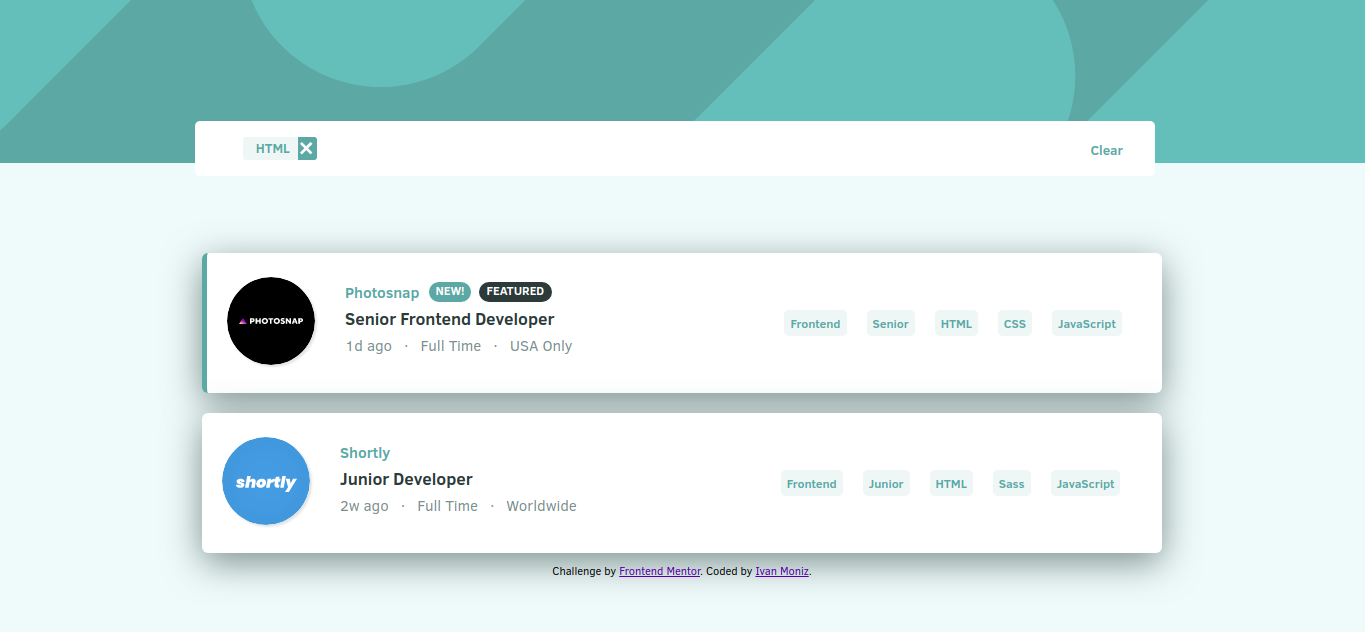 HTML
Clear
PHOTOSNAP
Photosnap NEW! FEATURED
Senior Frontend Developer
1d ago · Full Time · USA Only
Frontend Senior HTML CSS JavaScript
shortly
Shortly
Junior Developer
2w ago · Full Time · Worldwide
Frontend Junior HTML Sass JavaScript
Challenge by Frontend Mentor. Coded by Ivan Moniz.